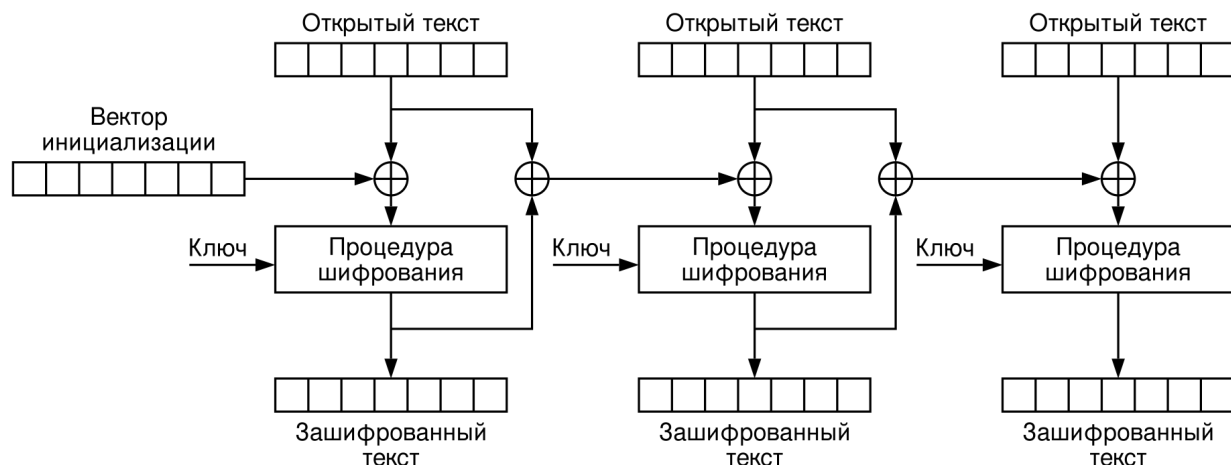 Открытый текст
Открытый текст
Открытый текст
Вектор
инициализации
Ключ
Процедура
шифрования
Ключ
Процедура
шифрования
Ключ
Процедура
шифрования
Зашифрованный
текст
Зашифрованный
текст
Зашифрованный
текст